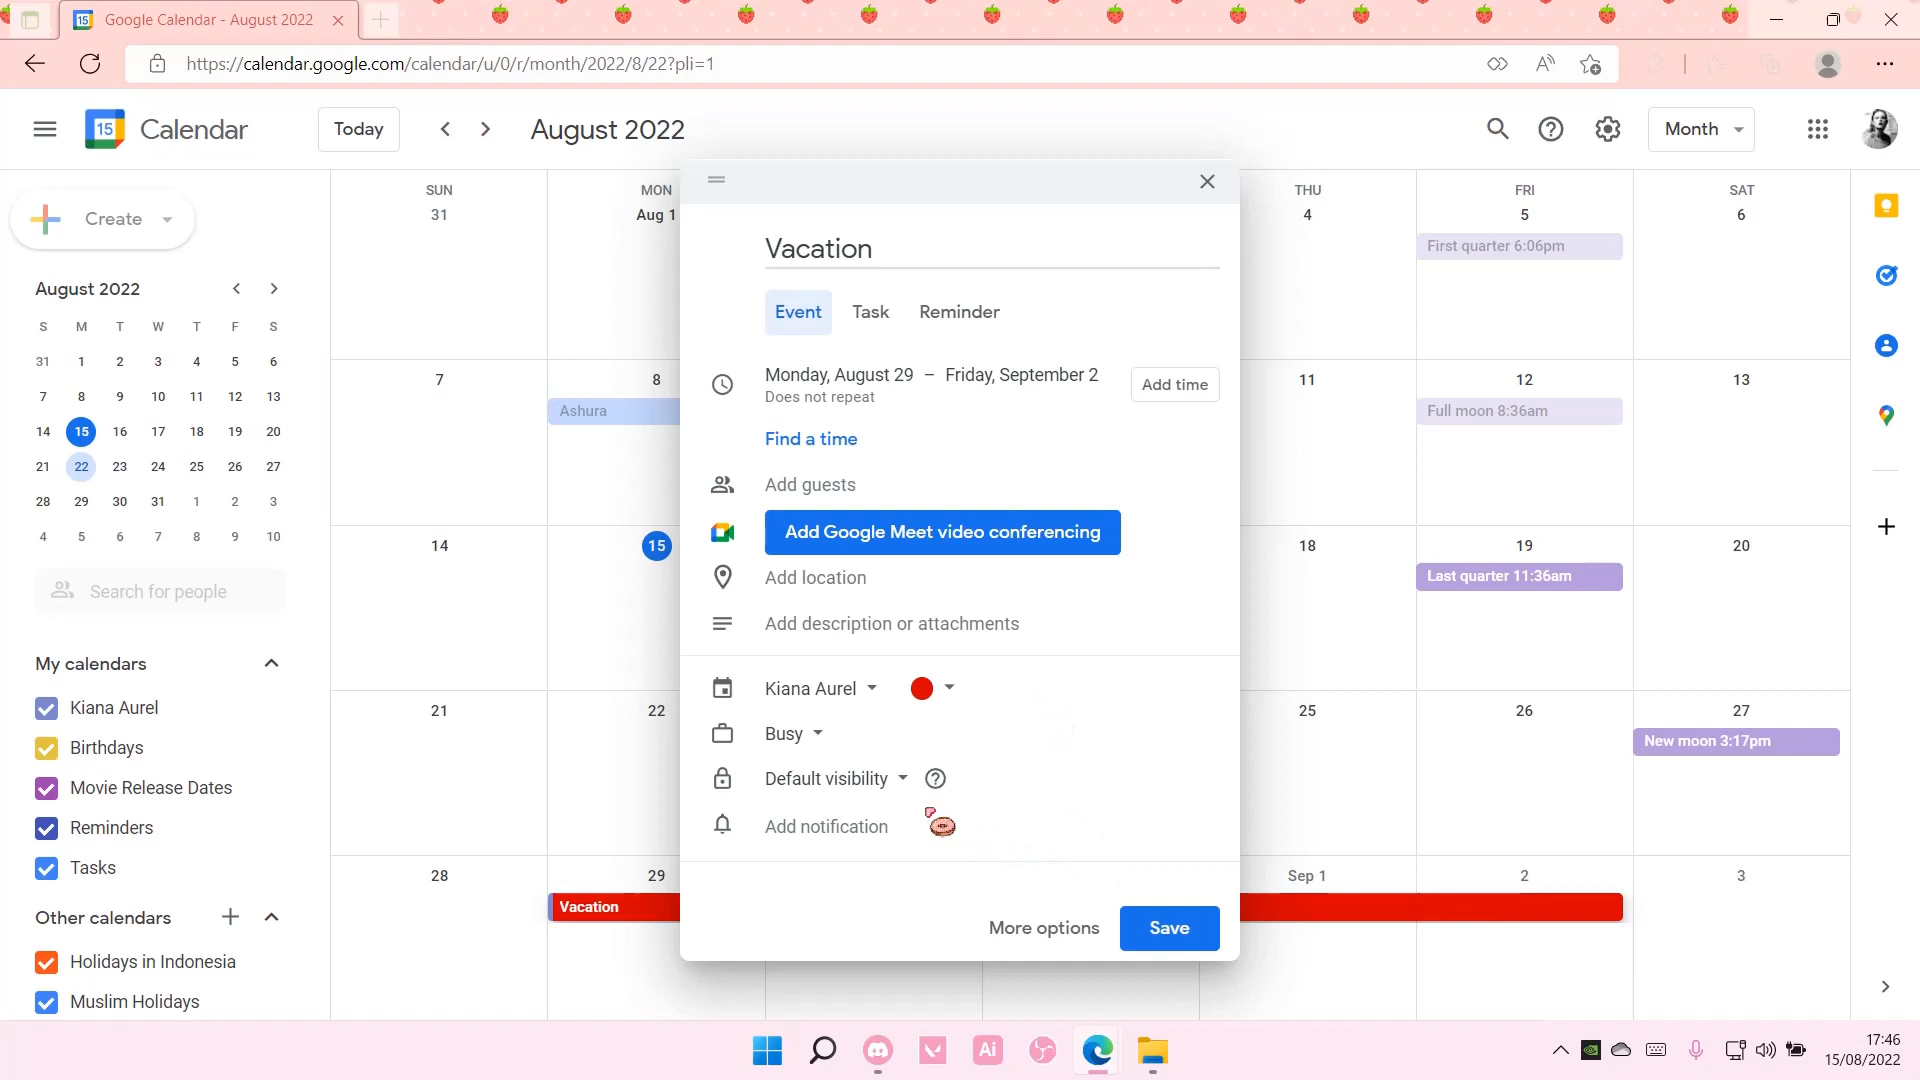 Google Calendar - August 2022
https://calendar.google.com/calendar/u/0/r/month/2022/8/22?pli=1
15 Calendar
Today
August 2022
Month
Create
August 2022
S M T W T F S
31 1 2 3 4 5 6
7 8 9 10 11 12 13
14 15 16 17 18 19 20
21 22 23 24 25 26 27
28 29 30 31 1 2 3
4 5 6 7 8 9 10
Search for people
My calendars
Kiana Aurel
Birthdays
Movie Release Dates
Reminders
Tasks
Other calendars
Holidays in Indonesia
Muslim Holidays
SUN MON THU FRI SAT
31 Aug 1 4 5 6
First quarter 6:06pm
7 8 11 12 13
Ashura Full moon 8:36am
14 15 18 19 20
Last quarter 11:36am
21 22 25 26 27
New moon 3:17pm
28 29 Sep 1 2 3
Vacation
Vacation
Event Task Reminder
Monday, August 29 – Friday, September 2
Does not repeat
Add time
Find a time
Add guests
Add Google Meet video conferencing
Add location
Add description or attachments
Kiana Aurel
Busy
Default visibility
Add notification
More options
Save
Ai
17:46
15/08/2022